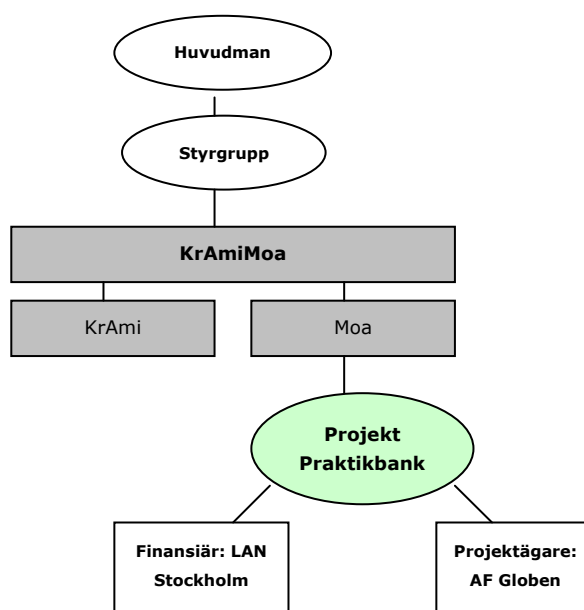 Huvudman
Styrgrupp
KrAmiMoa
KrAmi
Moa
Projekt
Praktikbank
Finansiär: LAN
Stockholm
Projektägare:
AF Globen